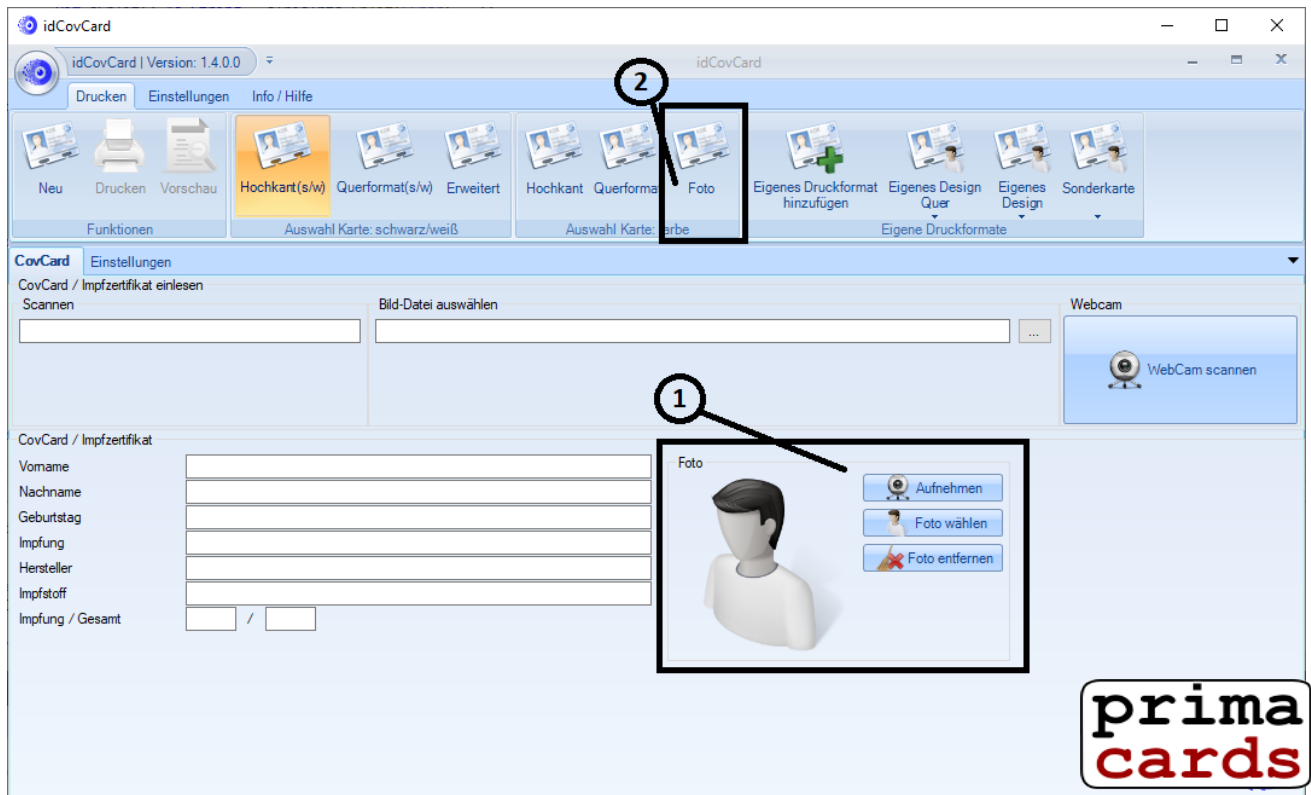 idCovCard
idCovCard | Version: 1.4.0.0
idCovCard
2
Drucken Einstellungen Info / Hilfe
Neu Drucken Vorschau Hochkant(s/w) Querformat(s/w) Erweitert Hochkant Querforma Foto Eigenes Druckformat hinzufügen Eigenes Design Quer Eigenes Design Sonderkarte
Funktionen Auswahl Karte: schwarz/weiß Auswahl Karte: arbe Eigene Druckformate
CovCard Einstellungen
CovCard / Impfzertifikat einlesen
Scannen Bild-Datei auswählen Webcam
...
WebCam scannen
1
CovCard / Impfzertifikat
Vorname
Nachname
Geburtstag
Impfung
Hersteller
Impfstoff
Impfung / Gesamt /
Foto
Aufnehmen
Foto wählen
Foto entfernen
prima
cards